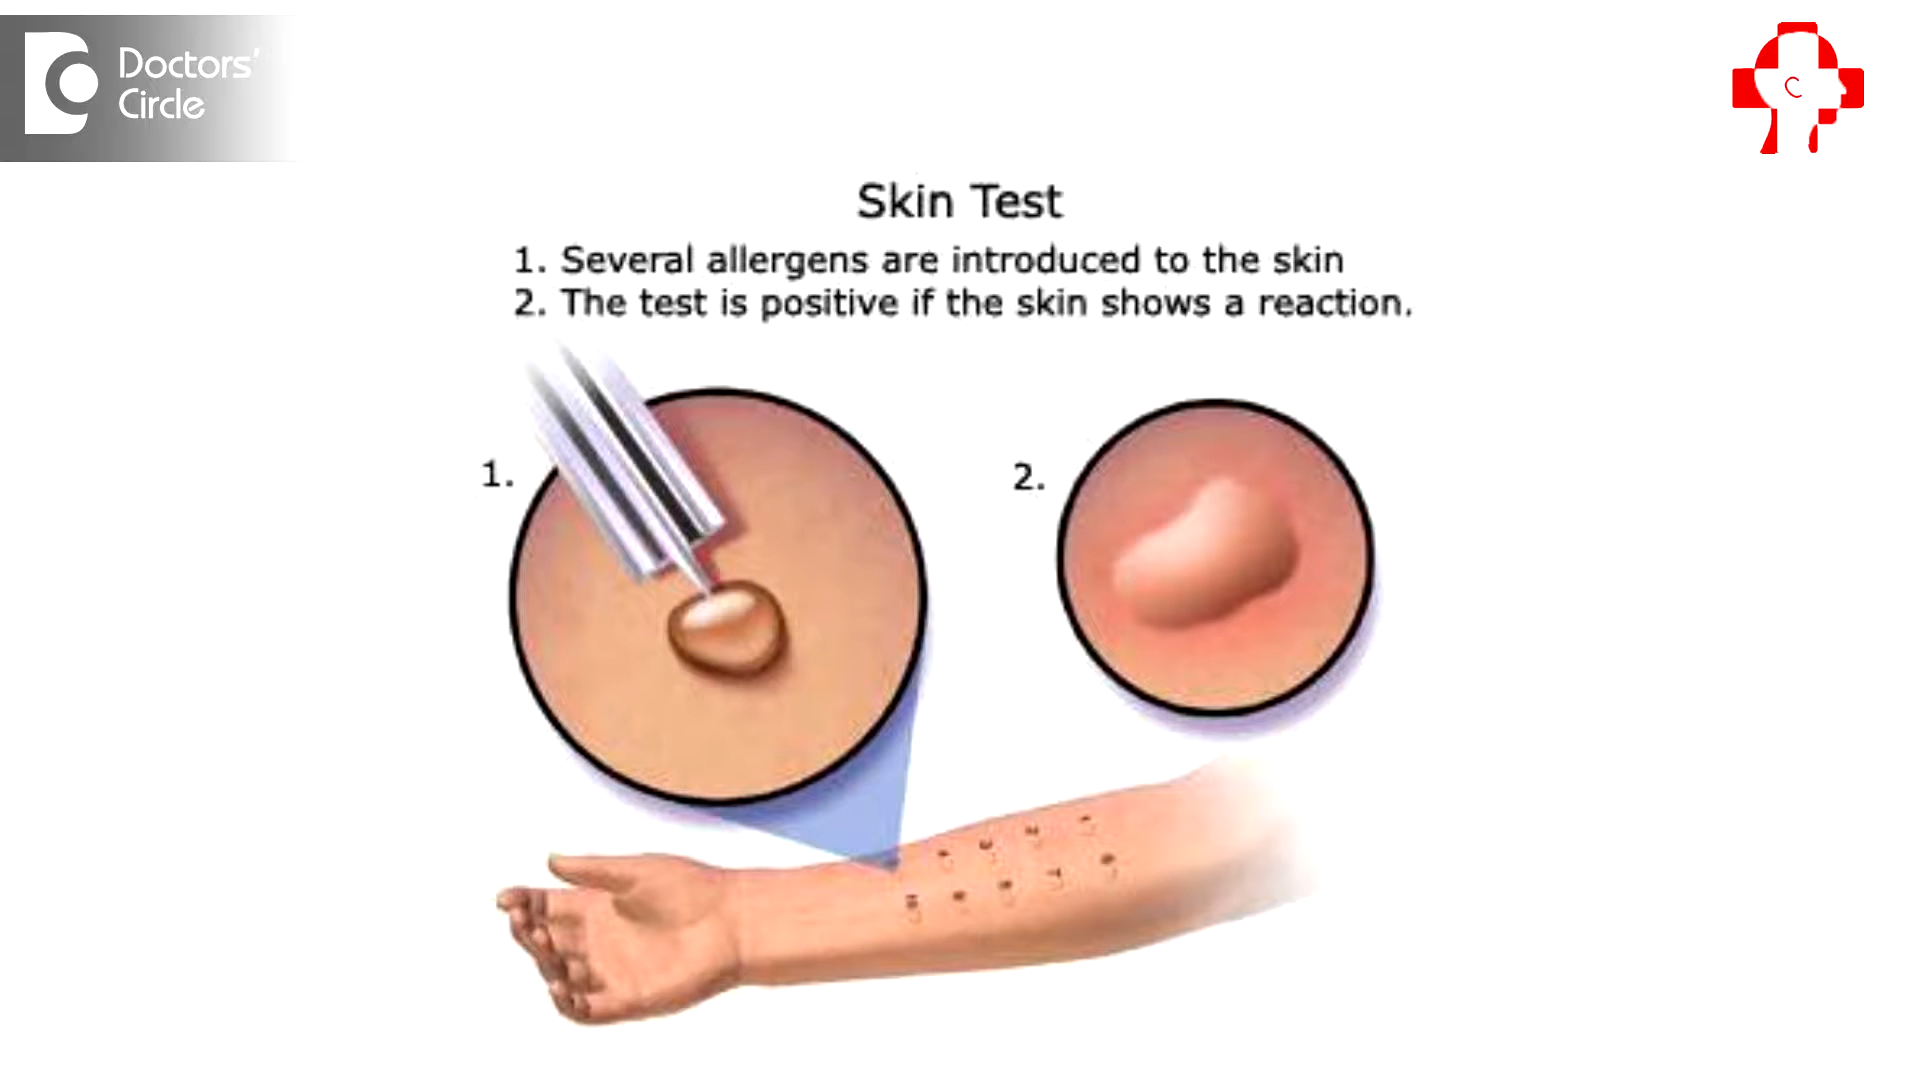 Doctors'
Circle
Skin Test
1. Several allergens are introduced to the skin
2. The test is positive if the skin shows a reaction.
1.
2.